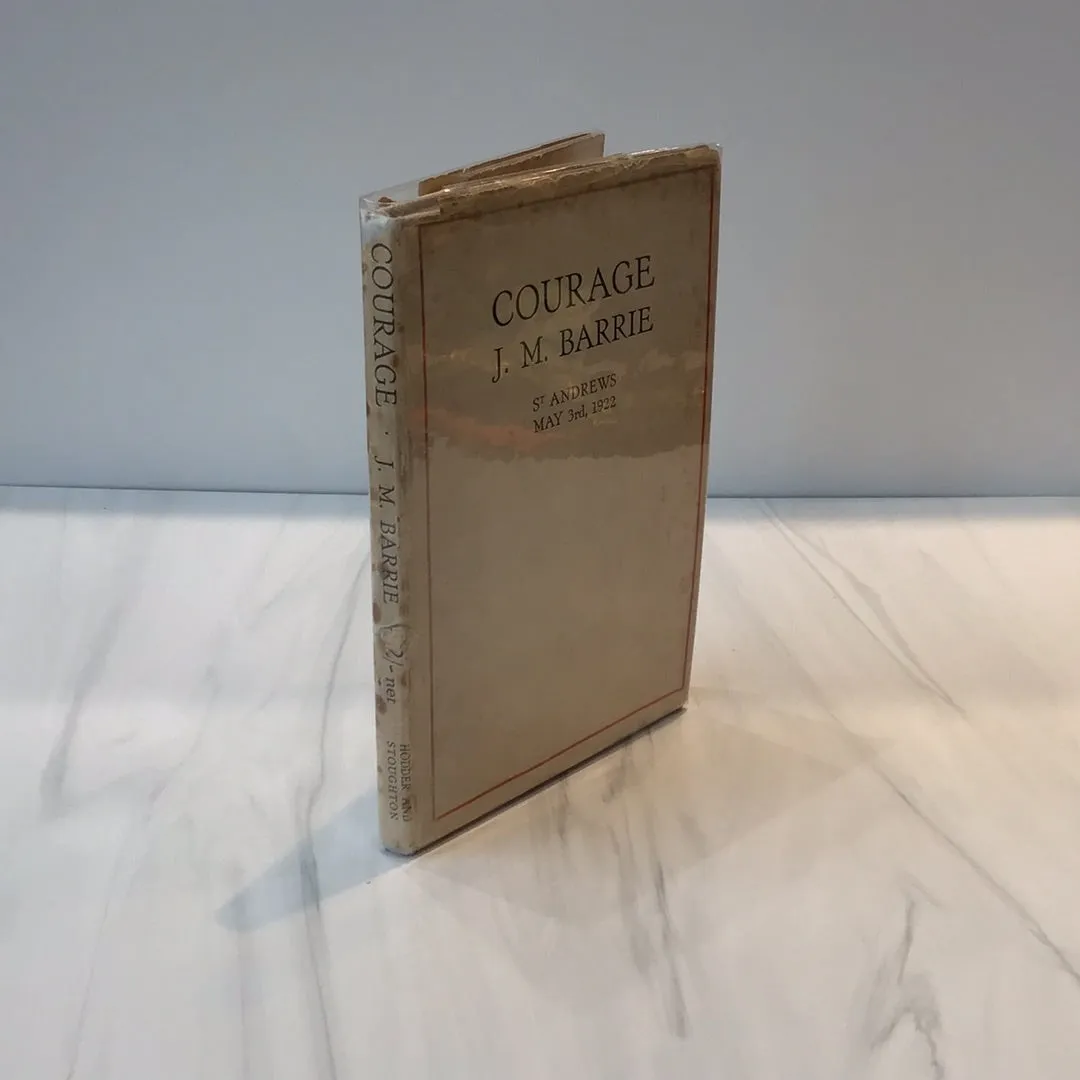 COURAGE
J. M. BARRIE
Sᵀ ANDREWS
MAY 3rd, 1922
COURAGE · J. M. BARRIE
2/- net
HODDER AND
STOUGHTON